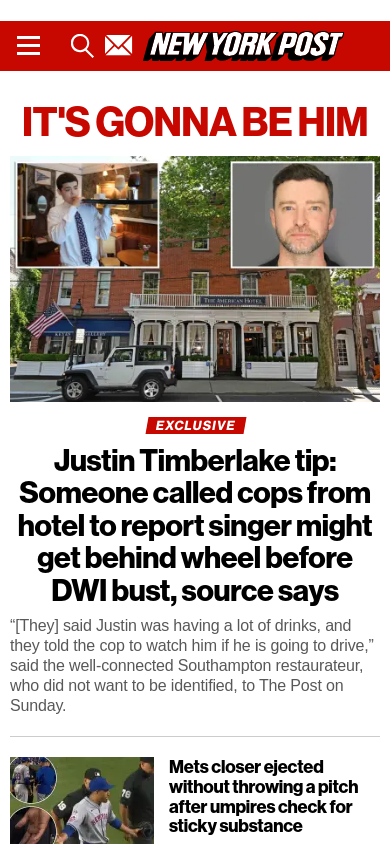 NEW YORK POST
IT'S GONNA BE HIM
THE AMERICAN HOTEL
EXCLUSIVE
Justin Timberlake tip:
Someone called cops from
hotel to report singer might
get behind wheel before
DWI bust, source says
“[They] said Justin was having a lot of drinks, and
they told the cop to watch him if he is going to drive,”
said the well-connected Southampton restaurateur,
who did not want to be identified, to The Post on
Sunday.
Mets closer ejected
without throwing a pitch
after umpires check for
sticky substance